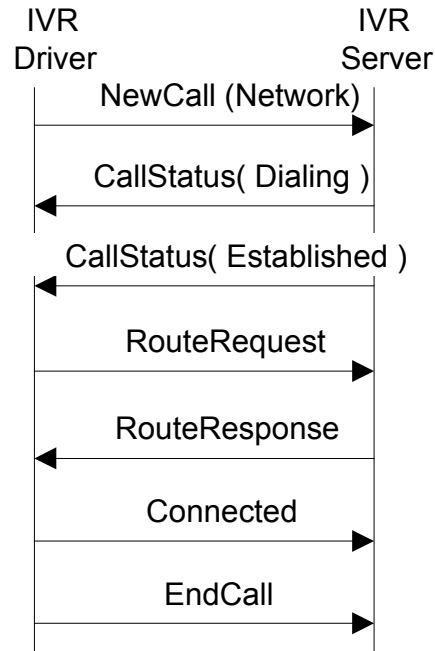 IVR
Driver
IVR
Server
NewCall (Network)
CallStatus( Dialing )
CallStatus( Established )
RouteRequest
RouteResponse
Connected
EndCall